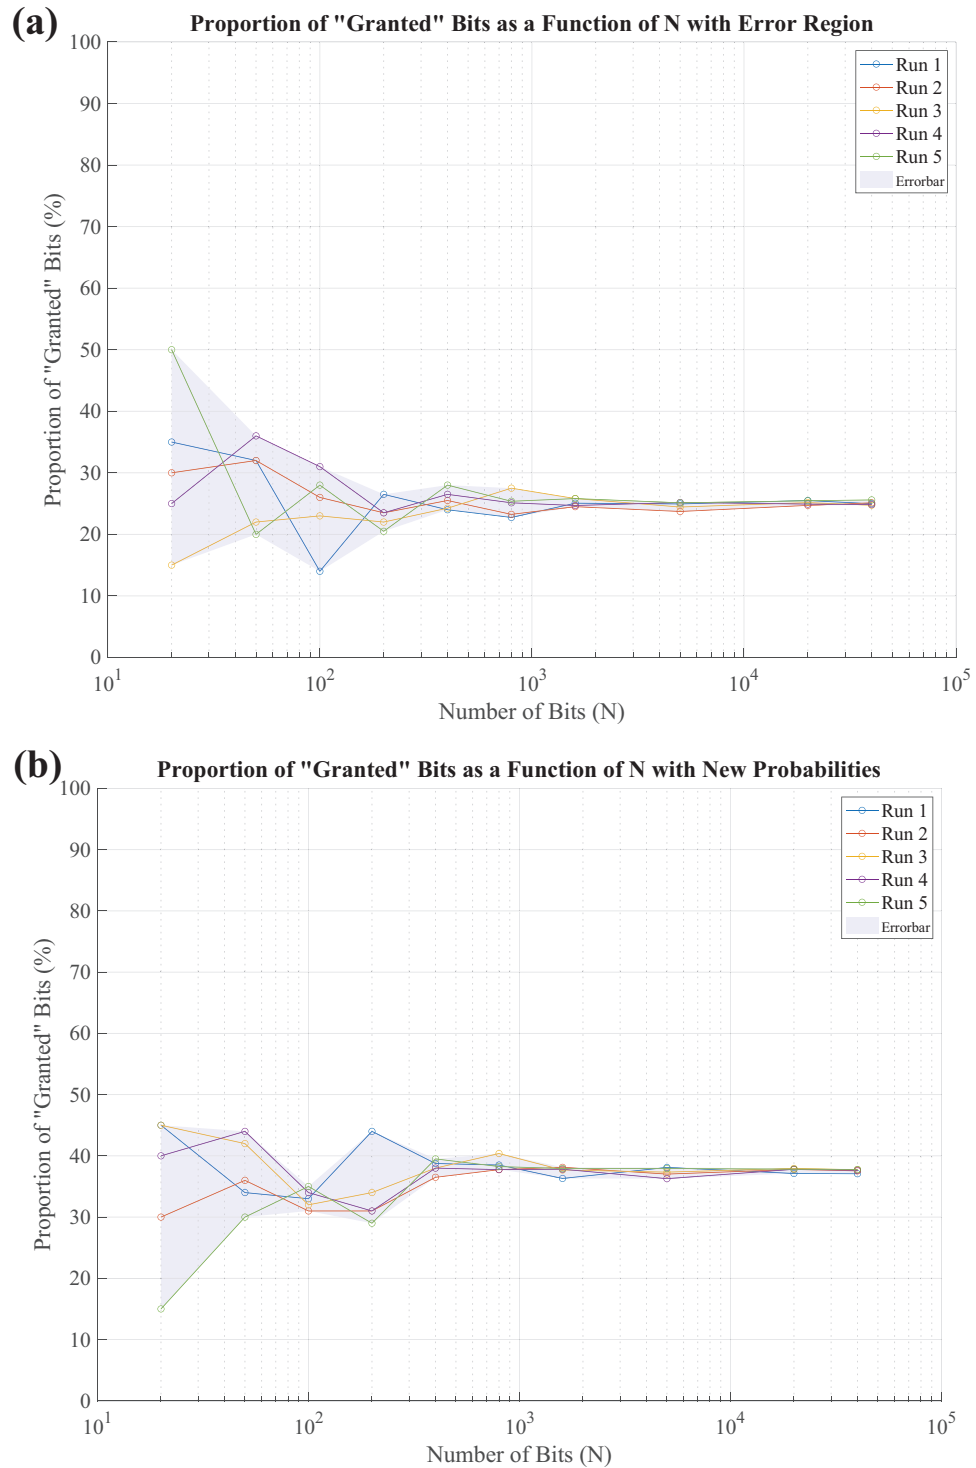 (a)
Proportion of "Granted" Bits as a Function of N with Error Region
100
90
80
70
60
50
40
30
20
10
0
Proportion of "Granted" Bits (%)
Run 1
Run 2
Run 3
Run 4
Run 5
Errorbar
10^1
10^2
10^3
10^4
10^5
Number of Bits (N)
(b)
Proportion of "Granted" Bits as a Function of N with New Probabilities
100
90
80
70
60
50
40
30
20
10
0
Proportion of "Granted" Bits (%)
Run 1
Run 2
Run 3
Run 4
Run 5
Errorbar
10^1
10^2
10^3
10^4
10^5
Number of Bits (N)